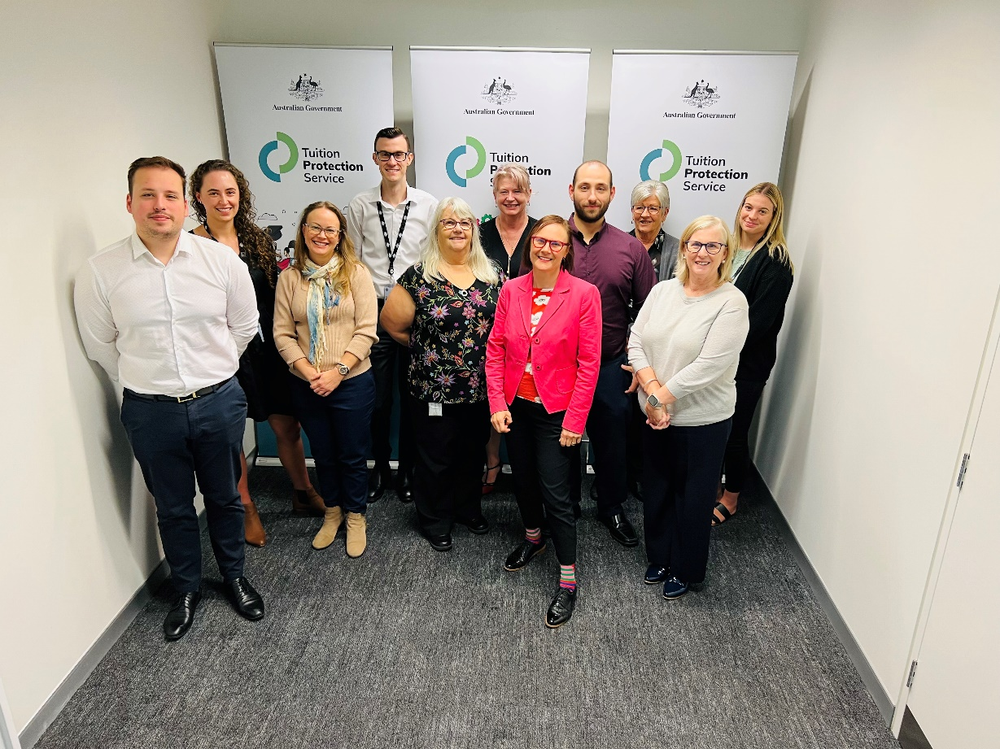 Australian Government
Tuition
Protection
Service
Australian Government
Tuition
Protection
Australian Government
Tuition
Protection
Service